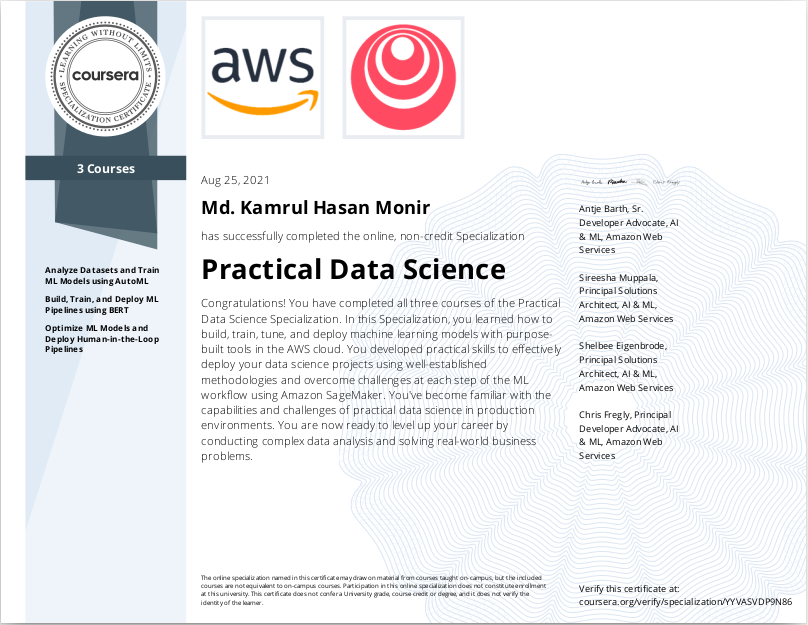 LEARNING WITHOUT LIMITS
coursera
SPECIALIZATION CERTIFICATE
3 Courses
Analyze Datasets and Train
ML Models using AutoML
Build, Train, and Deploy ML
Pipelines using BERT
Optimize ML Models and
Deploy Human-in-the-Loop
Pipelines
aws
Aug 25, 2021
Md. Kamrul Hasan Monir
has successfully completed the online, non-credit Specialization
Practical Data Science
Congratulations! You have completed all three courses of the Practical
Data Science Specialization. In this Specialization, you learned how to
build, train, tune, and deploy machine learning models with purpose-
built tools in the AWS cloud. You developed practical skills to effectively
deploy your data science projects using well-established
methodologies and overcome challenges at each step of the ML
workflow using Amazon SageMaker. You've become familiar with the
capabilities and challenges of practical data science in production
environments. You are now ready to level up your career by
conducting complex data analysis and solving real-world business
problems.
Antje Barth, Sr.
Developer Advocate, AI
& ML, Amazon Web
Services
Sireesha Muppala,
Principal Solutions
Architect, AI & ML,
Amazon Web Services
Shelbee Eigenbrode,
Principal Solutions
Architect, AI & ML,
Amazon Web Services
Chris Fregly, Principal
Developer Advocate, AI
& ML, Amazon Web
Services
The online specialization named in this certificate may draw on material from courses taught on-campus, but the included
courses are not equivalent to on-campus courses. Participation in this online specialization does not constitute enrollment
at this university. This certificate does not confer a University grade, course credit or degree, and it does not verify the
identity of the learner.
Verify this certificate at:
coursera.org/verify/specialization/YYVASVDP9N86